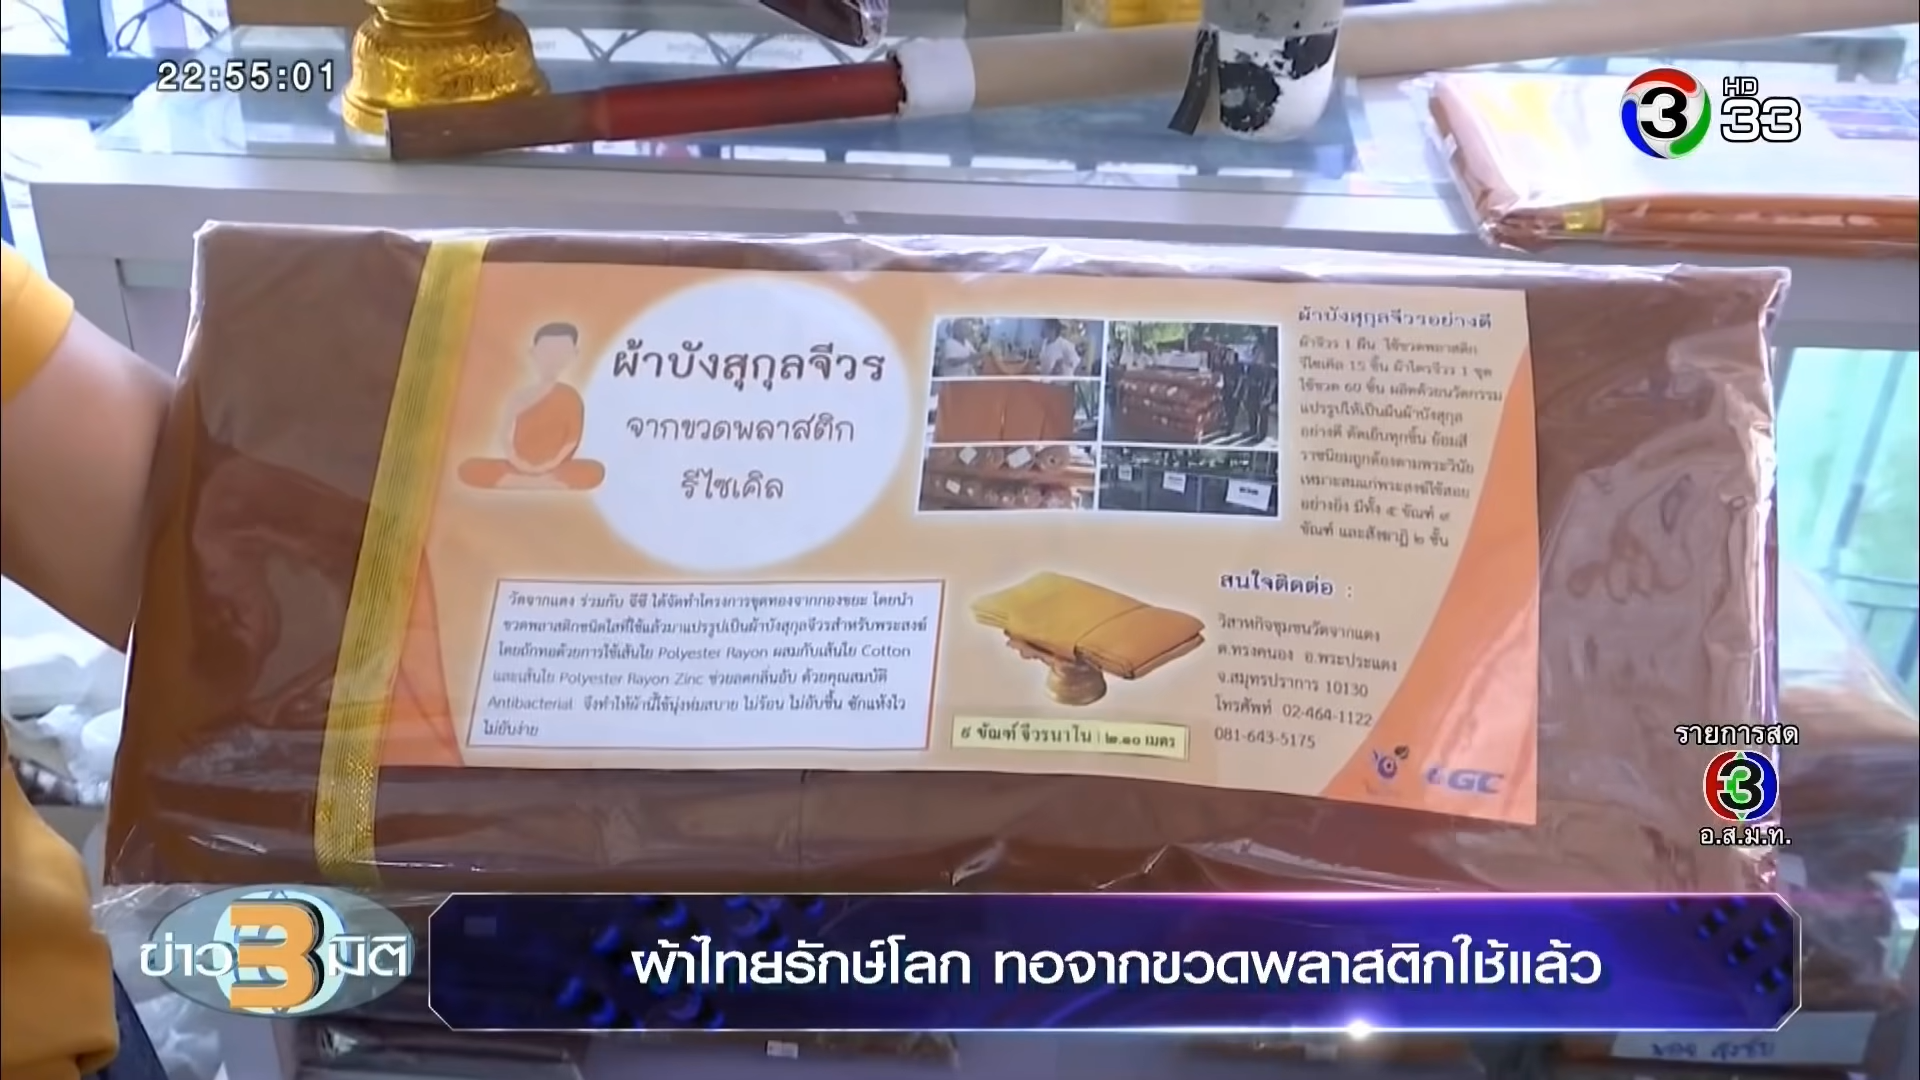 22:55:01
3 HD
33
ผ้าบังสุกุลจีวร
จากขวดพลาสติก
รีไซเคิล
ผ้าบังสุกุลจีวรอย่างดี
ผ้าจีวร 1 ผืน ใช้ขวดพลาสติก
รีไซเคิล 15 ชิ้น ผ้าไตรจีวร 1 ชุด
ใช้ขวด 60 ชิ้น ผลิตด้วยนวัตกรรม
แปรรูปให้เป็นผืนผ้าบังสุกุล
อย่างดี ตัดเย็บทุกชิ้น ย้อมสี
ราชนิยมถูกต้องตามพระวินัย
เหมาะสมแก่พระสงฆ์ใช้สอย
อย่างยิ่ง มีทั้ง ๕ ขัณฑ์ ๙
ขัณฑ์ และสังฆาฏิ ๒ ชั้น
วัดจากแดง ร่วมกับ จีซี ได้จัดทำโครงการขุดทองจากกองขยะ โดยนำ
ขวดพลาสติกชนิดใสที่ใช้แล้วมาแปรรูปเป็นผ้าบังสุกุลจีวรสำหรับพระสงฆ์
โดยถักทอด้วยการใช้เส้นใย Polyester Rayon ผสมกับเส้นใย Cotton
และเส้นใย Polyester Rayon Zinc ช่วยลดกลิ่นอับ ด้วยคุณสมบัติ
Antibacterial จึงทำให้ผ้านี้ใช้นุ่งห่มสบาย ไม่ร้อน ไม่อับชื้น ซักแห้งไว
ไม่ยับง่าย
๙ ขัณฑ์ จีวรนาโน | ๒.๑๐ เมตร
สนใจติดต่อ :
วิสาหกิจชุมชนวัดจากแดง
ต.ทรงคนอง อ.พระประแดง
จ.สมุทรปราการ 10130
โทรศัพท์ 02-464-1122
081-643-5175
GC
รายการสด
3
อ.ส.ม.ท.
ข่าว3มิติ
ผ้าไทยรักษ์โลก ทอจากขวดพลาสติกใช้แล้ว